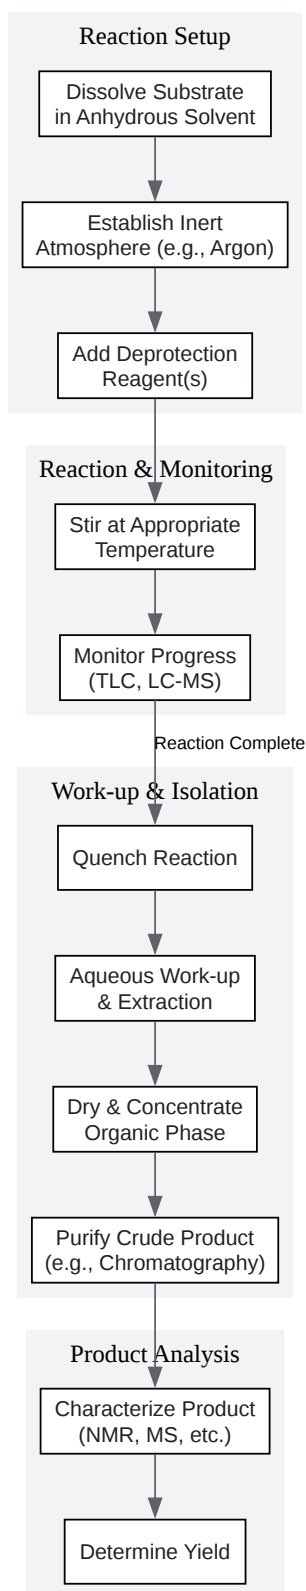 Reaction Setup
Dissolve Substrate
in Anhydrous Solvent
Establish Inert
Atmosphere (e.g., Argon)
Add Deprotection
Reagent(s)
Reaction & Monitoring
Stir at Appropriate
Temperature
Monitor Progress
(TLC, LC-MS)
Reaction Complete
Work-up & Isolation
Quench Reaction
Aqueous Work-up
& Extraction
Dry & Concentrate
Organic Phase
Purify Crude Product
(e.g., Chromatography)
Product Analysis
Characterize Product
(NMR, MS, etc.)
Determine Yield